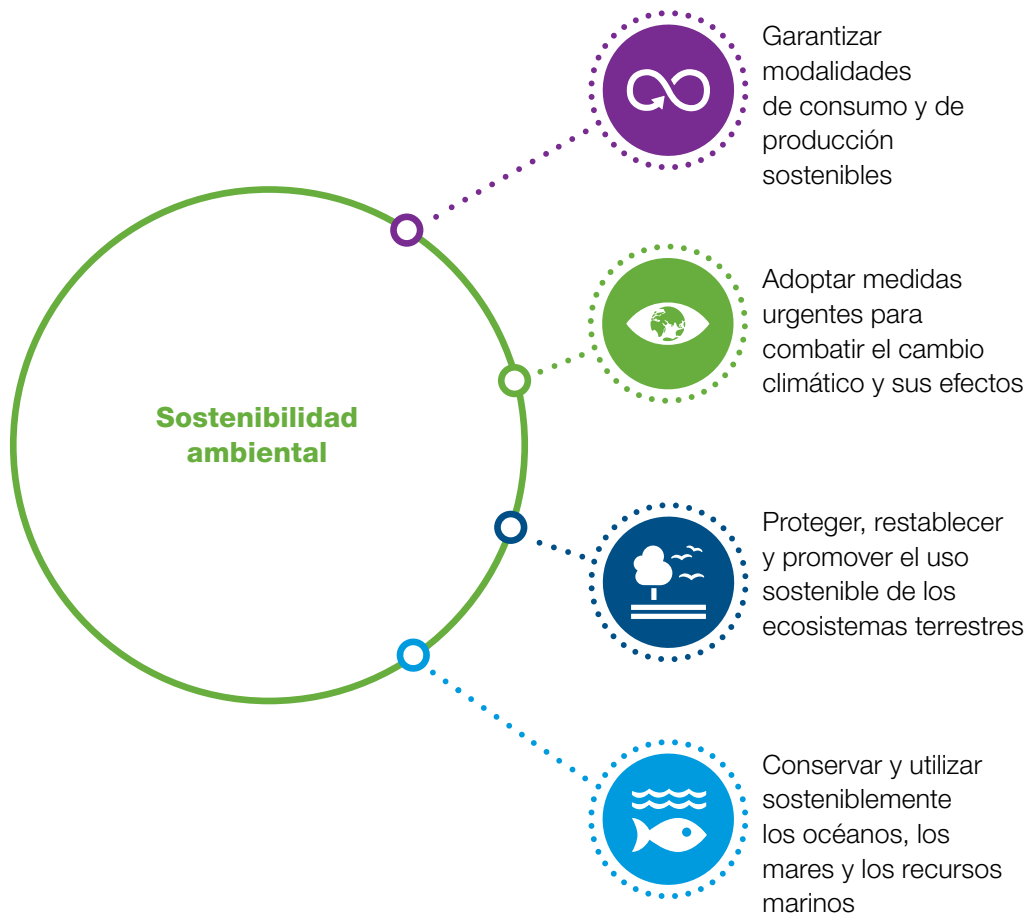 Garantizar
modalidades
de consumo y de
producción
sostenibles
Adoptar medidas
urgentes para
combatir el cambio
climático y sus efectos
Sostenibilidad
ambiental
Proteger, restablecer
y promover el uso
sostenible de los
ecosistemas terrestres
Conservar y utilizar
sosteniblemente
los océanos, los
mares y los recursos
marinos